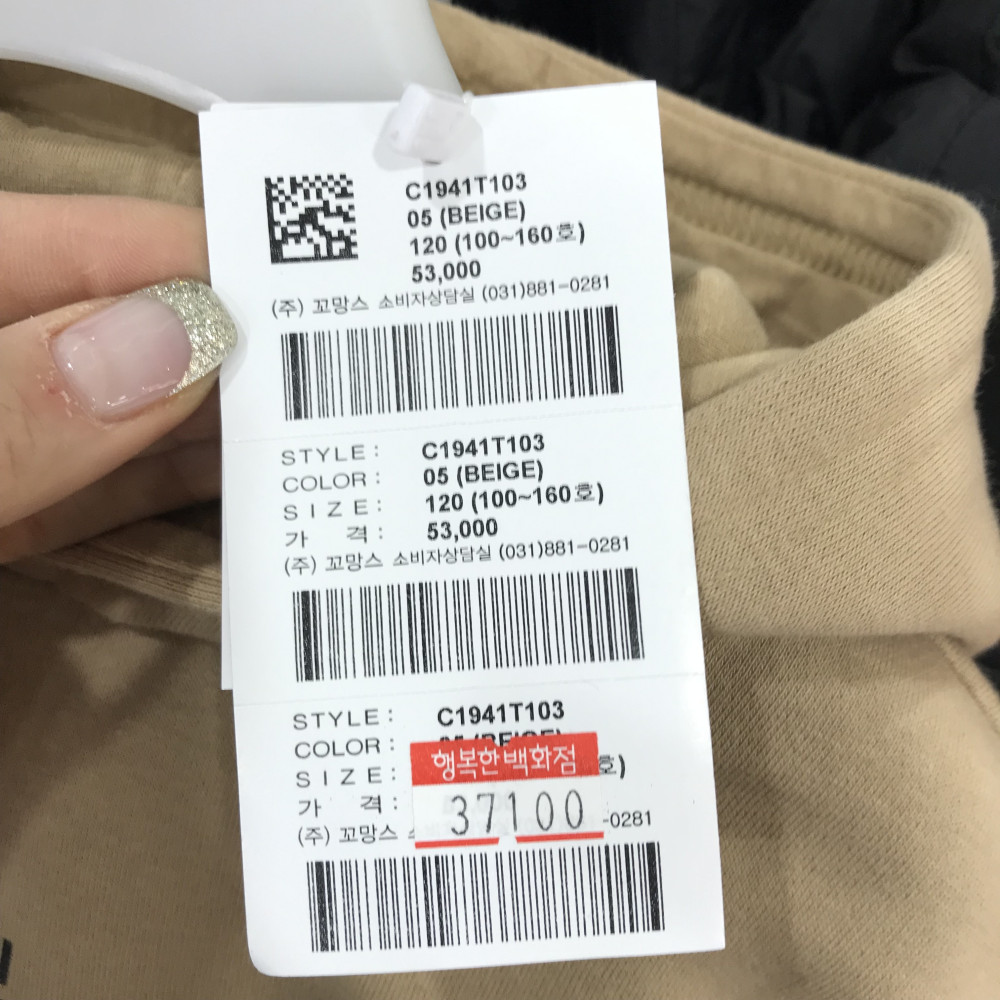 C1941T103
05 (BEIGE)
120 (100~160호)
53,000
(주) 꼬망스 소비자상담실 (031)881-0281
STYLE: C1941T103
COLOR: 05 (BEIGE)
SIZE: 120 (100~160호)
가 격: 53,000
(주) 꼬망스 소비자상담실 (031)881-0281
STYLE: C1941T103
COLOR: 05 (BEIGE)
행복한백화점
SIZE: 호)
가 격: 37100
(주) 꼬망스 -0281